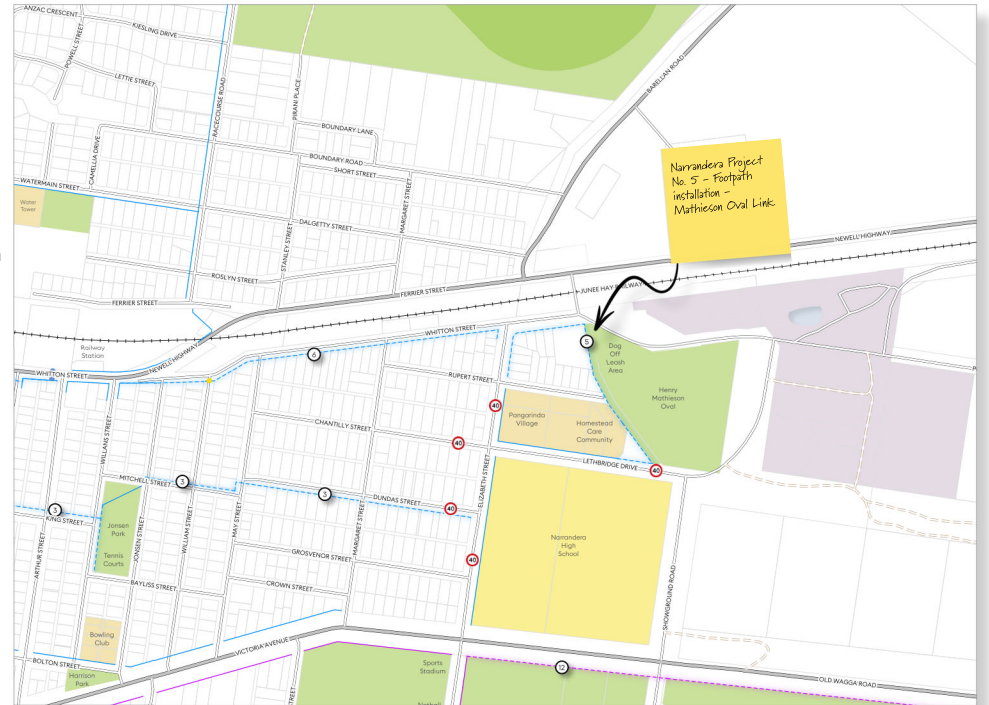 ANZAC CRESCENT
KIESLING DRIVE
POWELL STREET
LETTIE STREET
RACECOURSE ROAD
PIRANI PLACE
BARELLAN ROAD
CAMELLIA DRIVE
BOUNDARY LANE
BOUNDARY ROAD
SHORT STREET
MARGARET STREET
WATERMAIN STREET
Water
Tower
DALGETTY STREET
STANLEY STREET
Narrandera Project
No. 5 – Footpath
installation –
Mathieson Oval Link.
NEWELL HIGHWAY
ROSLYN STREET
FERRIER STREET
FERRIER STREET
JUNEE HAY RAILWAY
WHITTON STREET
Railway
Station
NEWELL HIGHWAY
6
5
Dog
Off
Leash
Area
WHITTON STREET
RUPERT STREET
Henry
Mathieson
Oval
40
Pangarinda
Village
Homestead
Care
Community
CHANTILLY STREET
40
WILLANS STREET
LETHBRIDGE DRIVE
40
ELIZABETH STREET
MITCHELL STREET
3
3
DUNDAS STREET
40
3
KING STREET
Jonsen
Park
Tennis
Courts
JONSEN STREET
WILLIAM STREET
MAY STREET
MARGARET STREET
ARTHUR STREET
Narrandera
High
School
GROSVENOR STREET
40
BAYLISS STREET
CROWN STREET
SHOWGROUND ROAD
Bowling
Club
VICTORIA AVENUE
BOLTON STREET
Harrison
Park
Sports
Stadium
12
OLD WAGGA ROAD
STREET